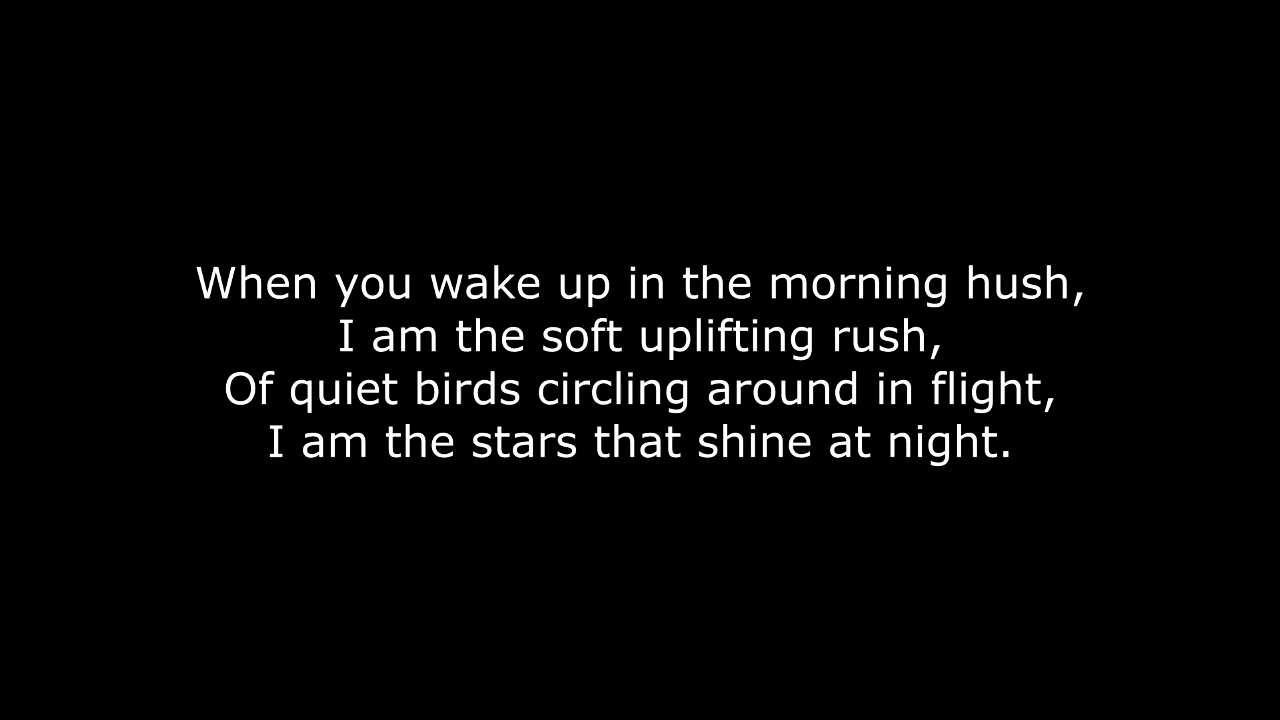 When you wake up in the morning hush,
I am the soft uplifting rush,
Of quiet birds circling around in flight,
I am the stars that shine at night.